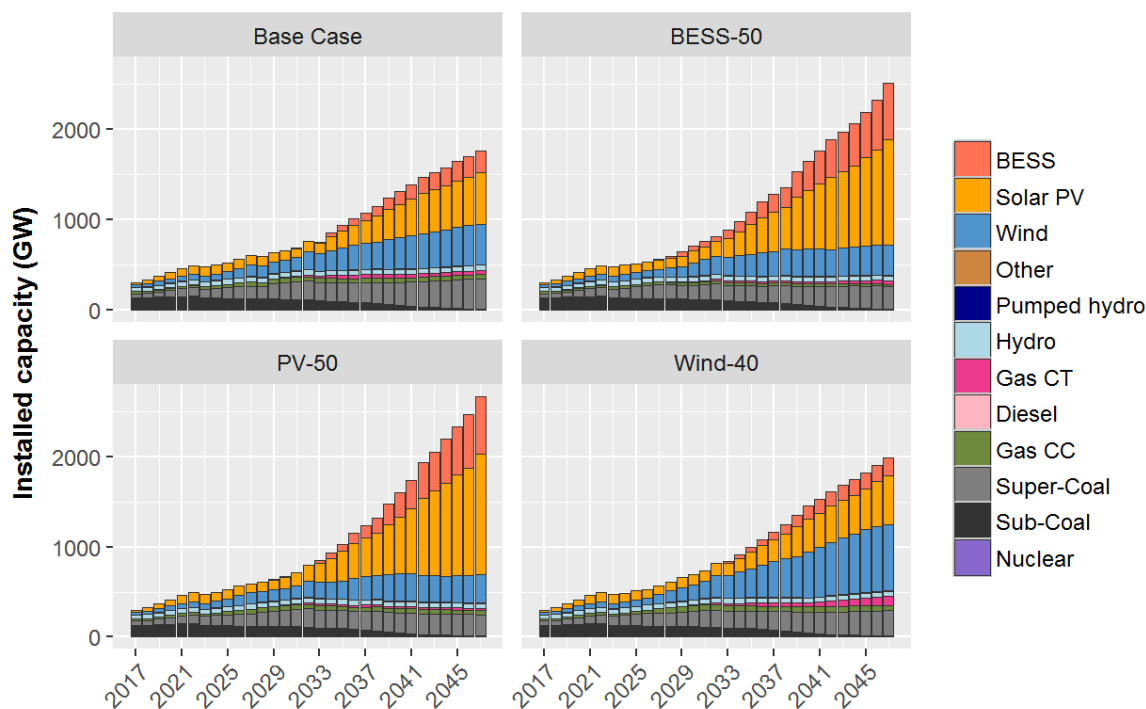 Base Case
BESS-50
2000
1000
0
PV-50
Wind-40
2000
1000
0
Installed capacity (GW)
2017
2021
2025
2029
2033
2037
2041
2045
2017
2021
2025
2029
2033
2037
2041
2045
BESS
Solar PV
Wind
Other
Pumped hydro
Hydro
Gas CT
Diesel
Gas CC
Super-Coal
Sub-Coal
Nuclear